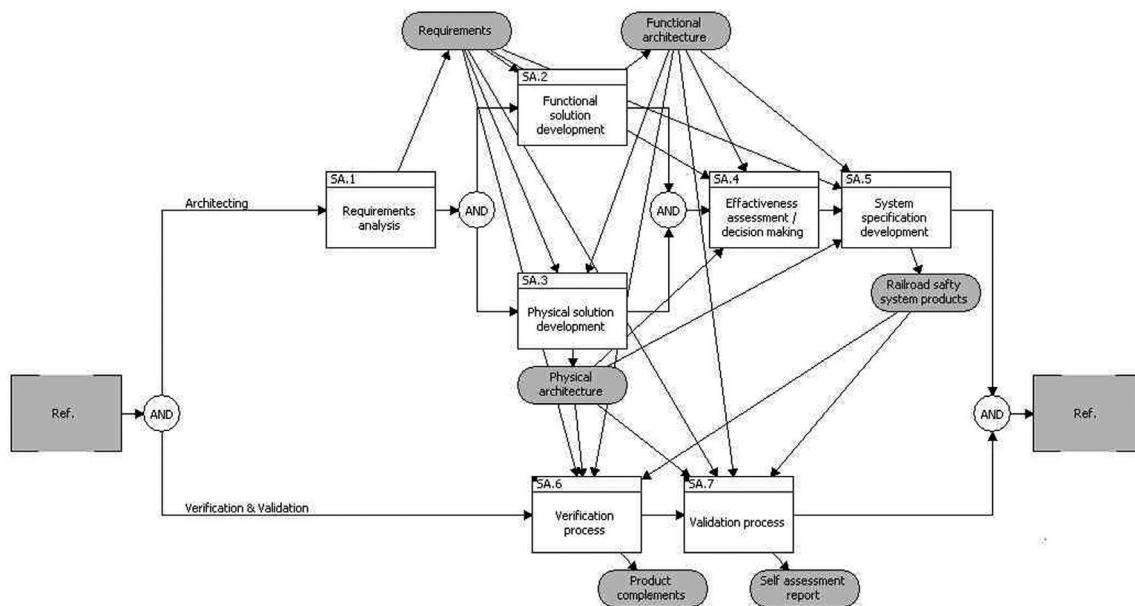 Requirements
Functional
architecture
SA.2
Functional
solution
development
SA.1
Requirements
analysis
AND
AND
SA.4
Effectiveness
assessment /
decision making
SA.5
System
specification
development
Architecting
SA.3
Physical solution
development
Railroad safty
system products
Physical
architecture
Ref.
AND
AND
Ref.
SA.6
Verification
process
SA.7
Validation process
Verification & Validation
Product
complements
Self assessment
report